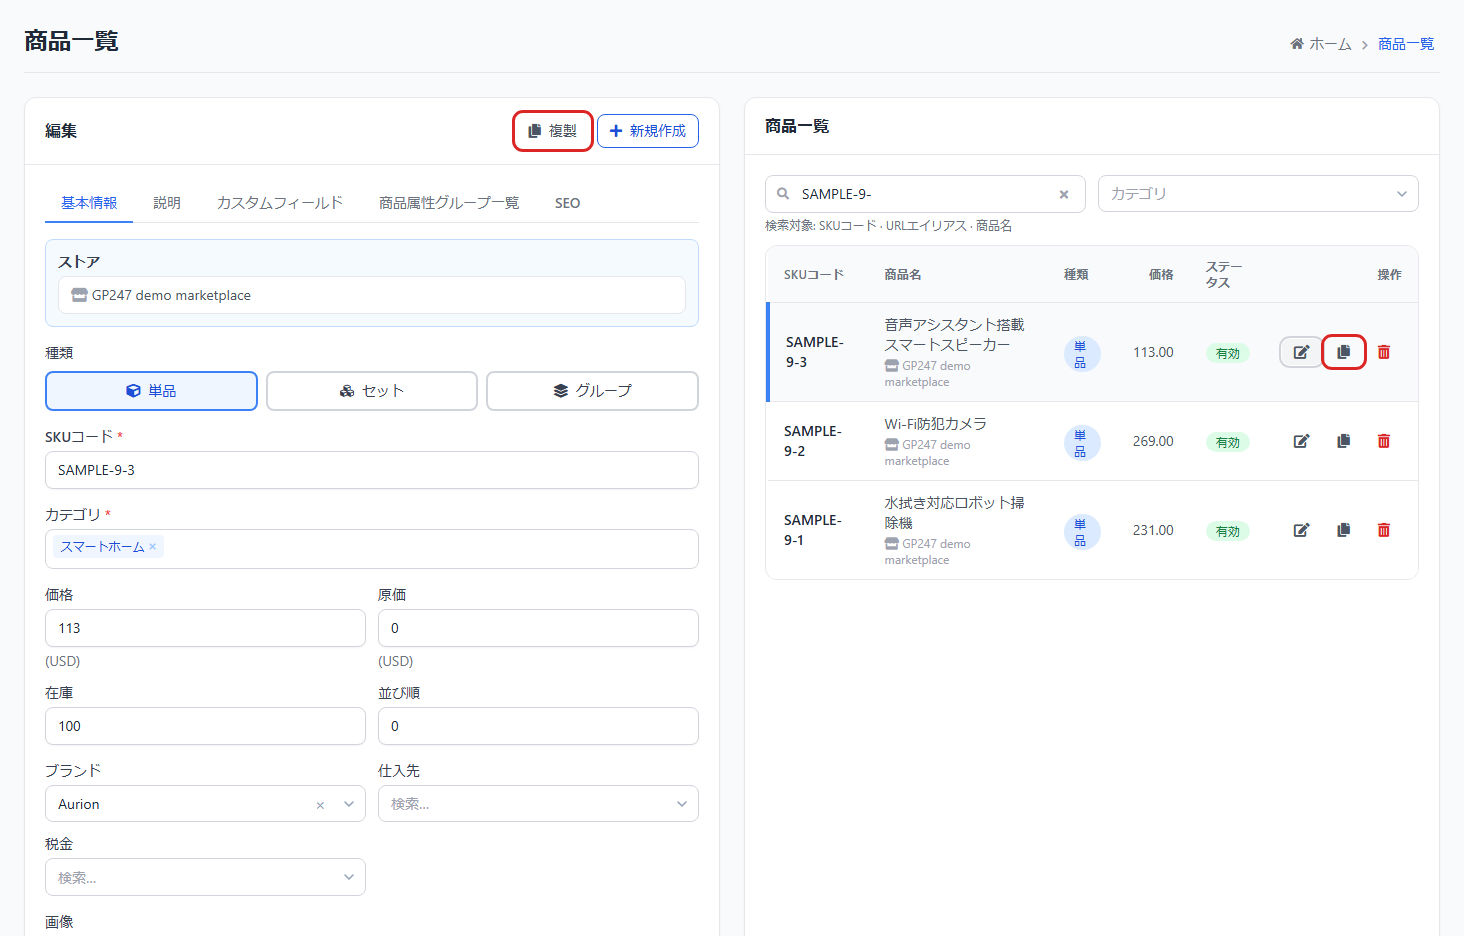 商品一覧
ホーム > 商品一覧
編集
複製
新規作成
基本情報
説明
カスタムフィールド
商品属性グループ一覧
SEO
ストア
GP247 demo marketplace
種類
単品
セット
グループ
SKUコード *
SAMPLE-9-3
カテゴリ *
スマートホーム ×
価格
原価
113
0
(USD)
(USD)
在庫
並び順
100
0
ブランド
仕入先
Aurion
検索...
税金
検索...
画像
商品一覧
SAMPLE-9-
カテゴリ
検索対象: SKUコード · URLエイリアス · 商品名
SKUコード
商品名
種類
価格
ステー
タス
操作
SAMPLE-
9-3
音声アシスタント搭載
スマートスピーカー
GP247 demo
marketplace
単
品
113.00
有効
SAMPLE-
9-2
Wi-Fi防犯カメラ
GP247 demo
marketplace
単
品
269.00
有効
SAMPLE-
9-1
水拭き対応ロボット掃
除機
GP247 demo
marketplace
単
品
231.00
有効